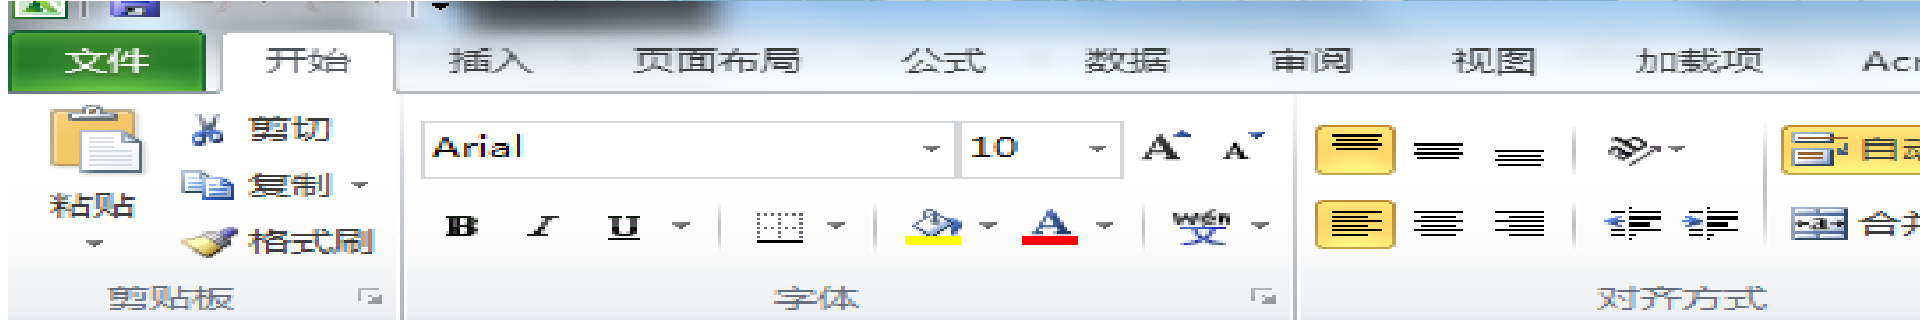 文件 开始 插入 页面布局 公式 数据 审阅 视图 加载项
剪切
Arial 10 A A
复制
粘贴
B I U A wén 文
格式刷
剪贴板 字体 对齐方式